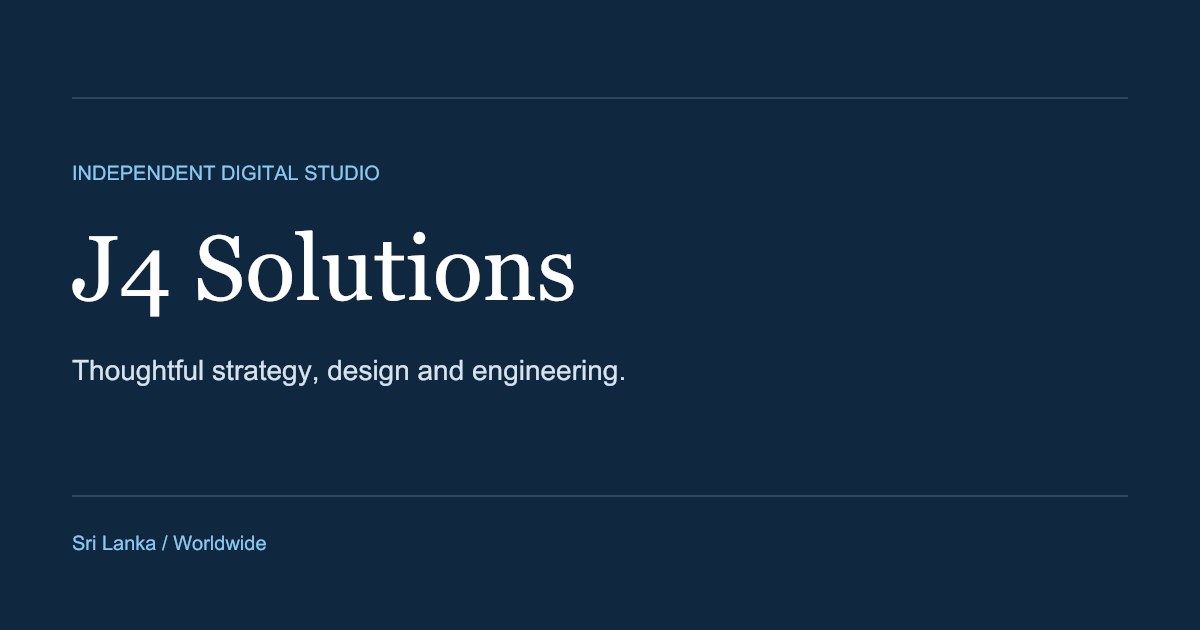 INDEPENDENT DIGITAL STUDIO
J4 Solutions
Thoughtful strategy, design and engineering.
Sri Lanka / Worldwide